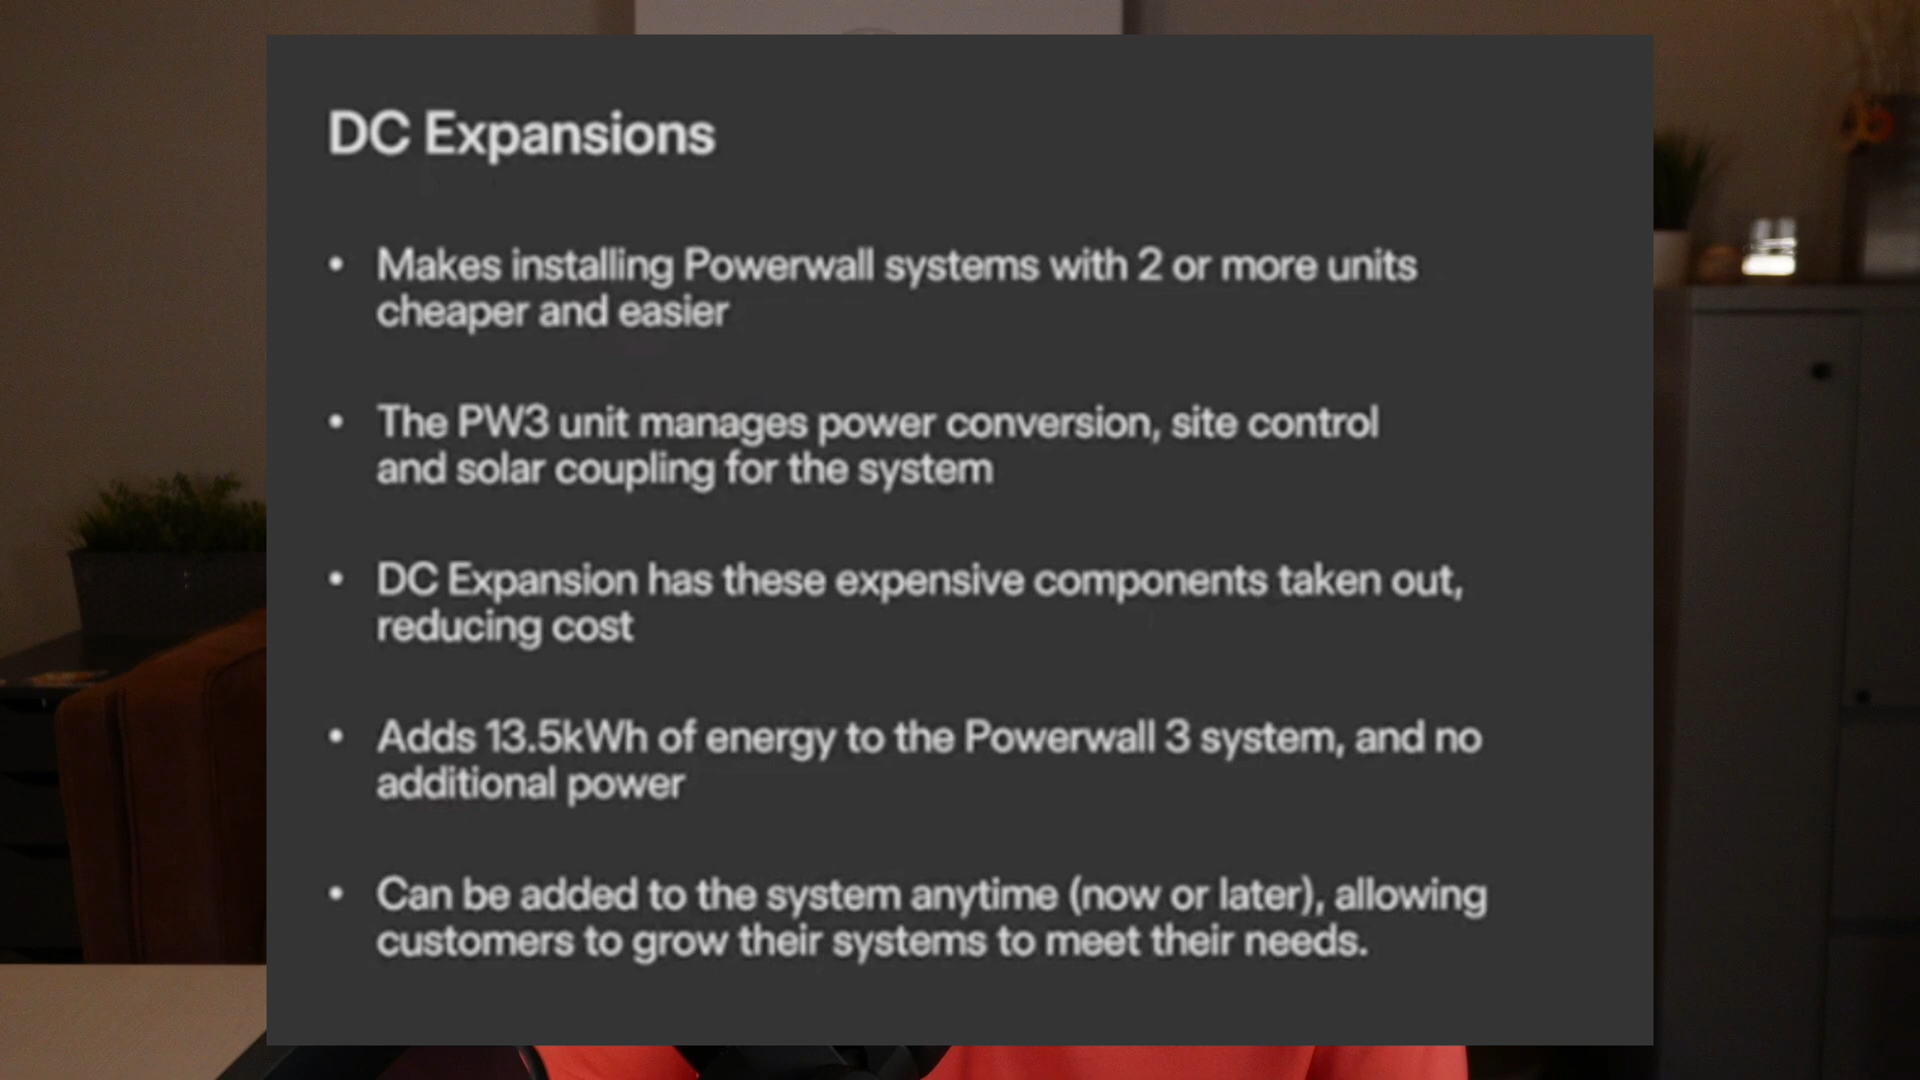 DC Expansions
• Makes installing Powerwall systems with 2 or more units
cheaper and easier
• The PW3 unit manages power conversion, site control
and solar coupling for the system
• DC Expansion has these expensive components taken out,
reducing cost
• Adds 13.5kWh of energy to the Powerwall 3 system, and no
additional power
• Can be added to the system anytime (now or later), allowing
customers to grow their systems to meet their needs.